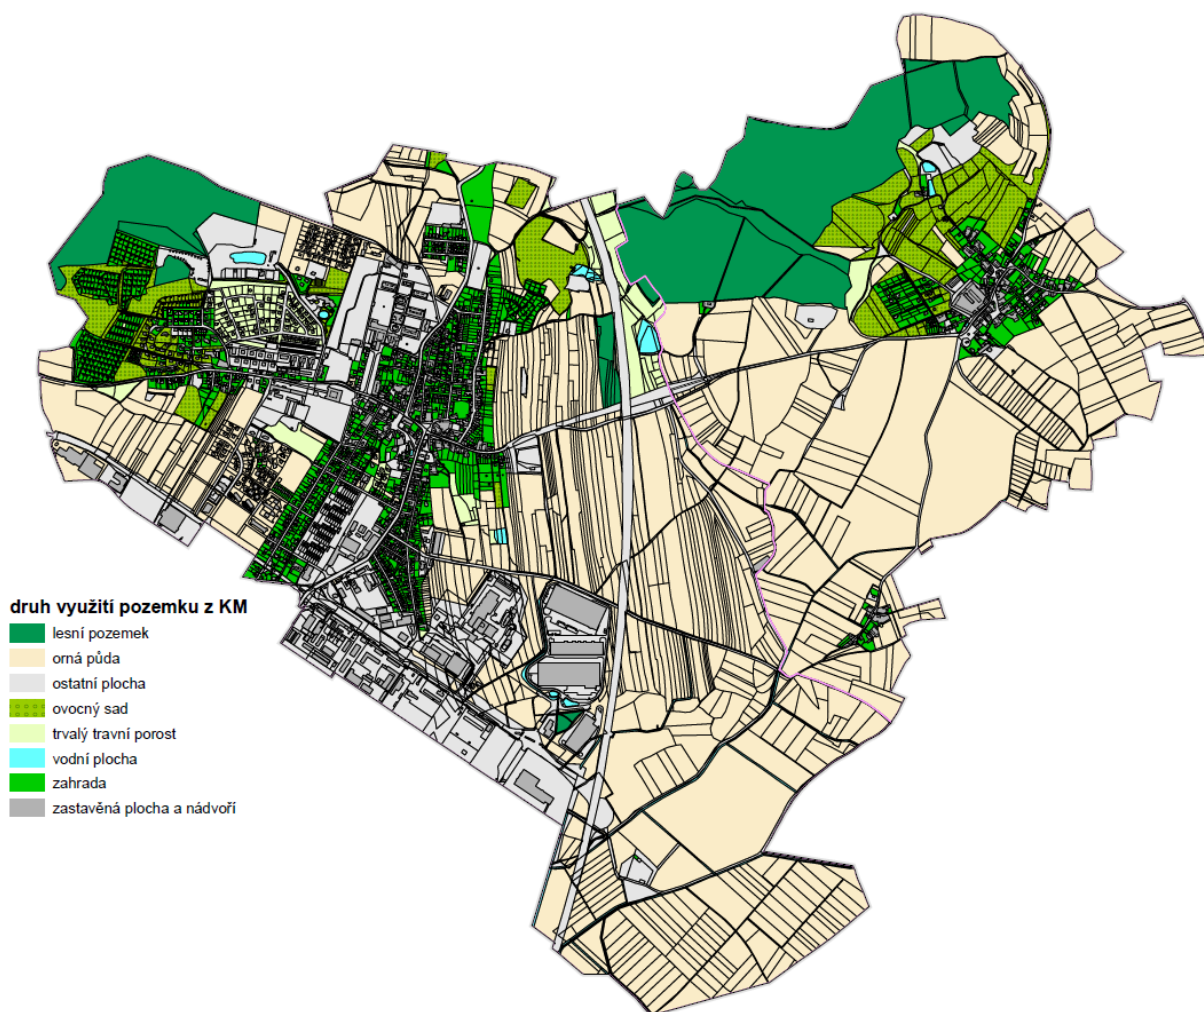 druh využití pozemku z KM
lesní pozemek
orná půda
ostatní plocha
ovocný sad
trvalý travní porost
vodní plocha
zahrada
zastavěná plocha a nádvoří